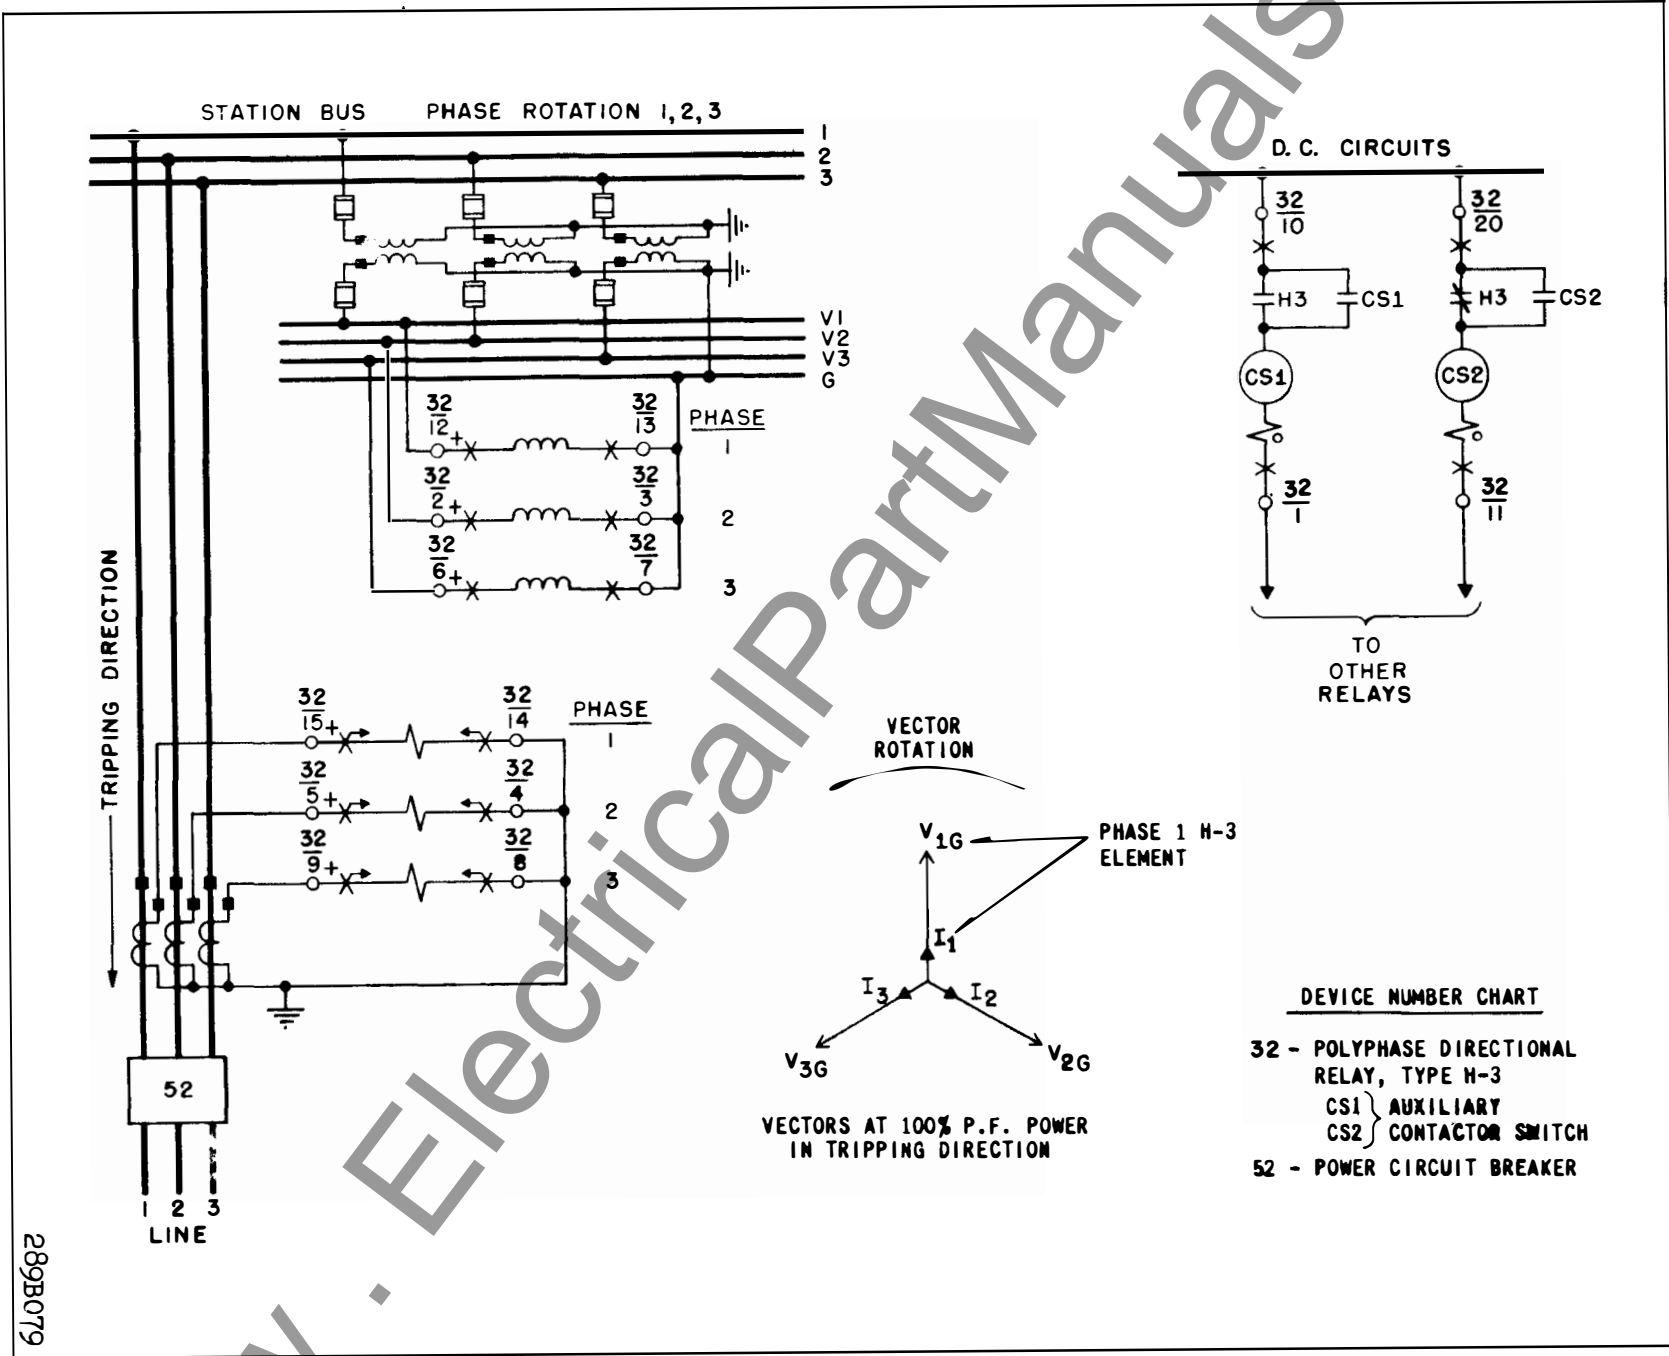 STATION BUS PHASE ROTATION 1, 2, 3
1
2
3
V1
V2
V3
G
32
12
+
32
13
PHASE
1
32
2
+
32
3
2
32
6
+
32
7
3
TRIPPING DIRECTION
32
15
+
32
14
PHASE
1
32
5
+
32
4
2
32
9
+
32
8
3
52
1 2 3
LINE
D. C. CIRCUITS
32
10
32
20
H3
CS1
H3
CS2
CS1
CS2
32
1
32
11
TO
OTHER
RELAYS
VECTOR
ROTATION
V1G
PHASE 1 H-3
ELEMENT
I1
I3
I2
V3G
V2G
VECTORS AT 100% P.F. POWER
IN TRIPPING DIRECTION
DEVICE NUMBER CHART
32 - POLYPHASE DIRECTIONAL
RELAY, TYPE H-3
CS1 } AUXILIARY
CS2 } CONTACTOR SWITCH
52 - POWER CIRCUIT BREAKER
289B079
. ElectricalPartManuals